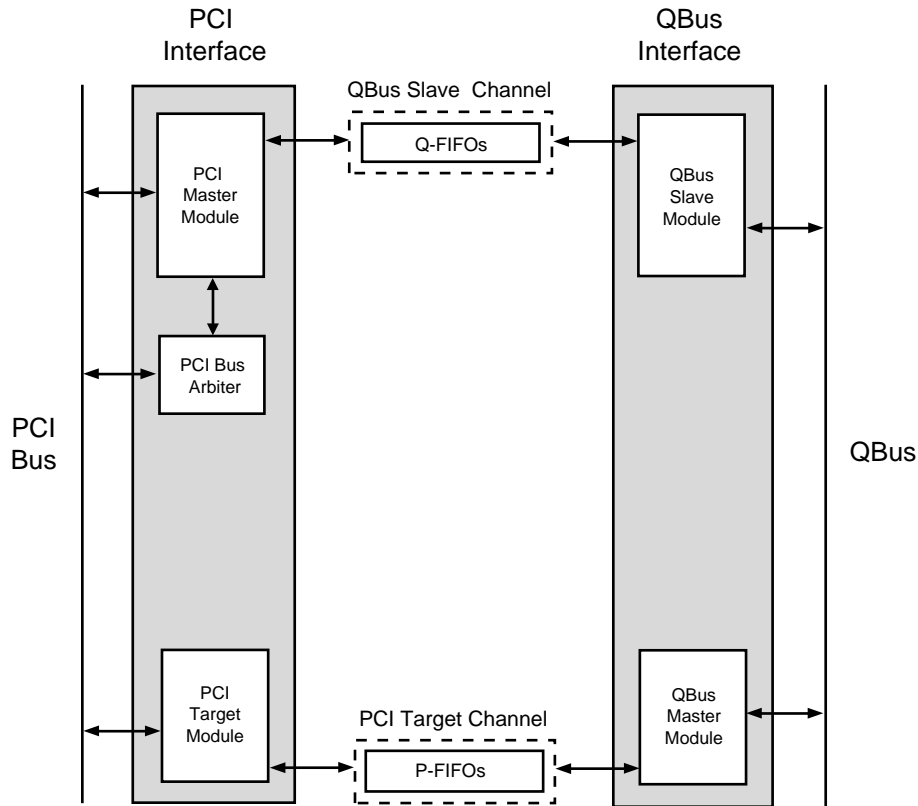 PCI
Interface
QBus
Interface
QBus Slave Channel
Q-FIFOs
PCI
Master
Module
QBus
Slave
Module
PCI Bus
Arbiter
PCI
Bus
QBus
PCI
Target
Module
QBus
Master
Module
PCI Target Channel
P-FIFOs